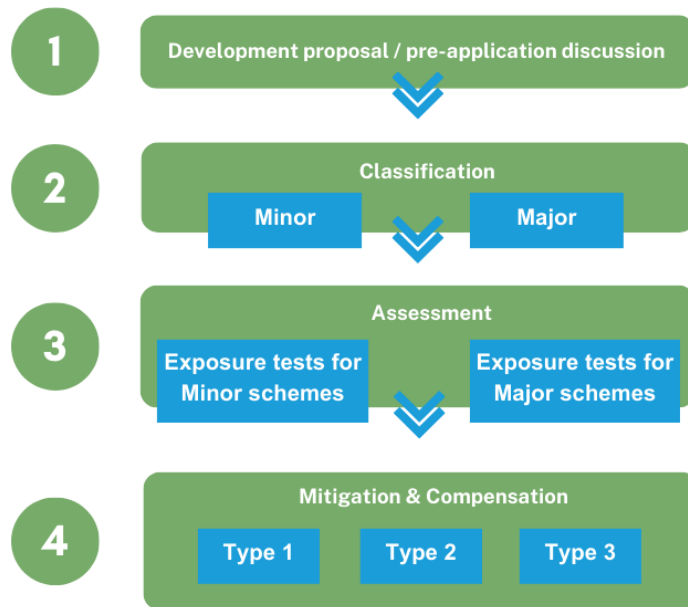 1
Development proposal / pre-application discussion
2
Classification
Minor
Major
3
Assessment
Exposure tests for
Minor schemes
Exposure tests for
Major schemes
4
Mitigation & Compensation
Type 1
Type 2
Type 3